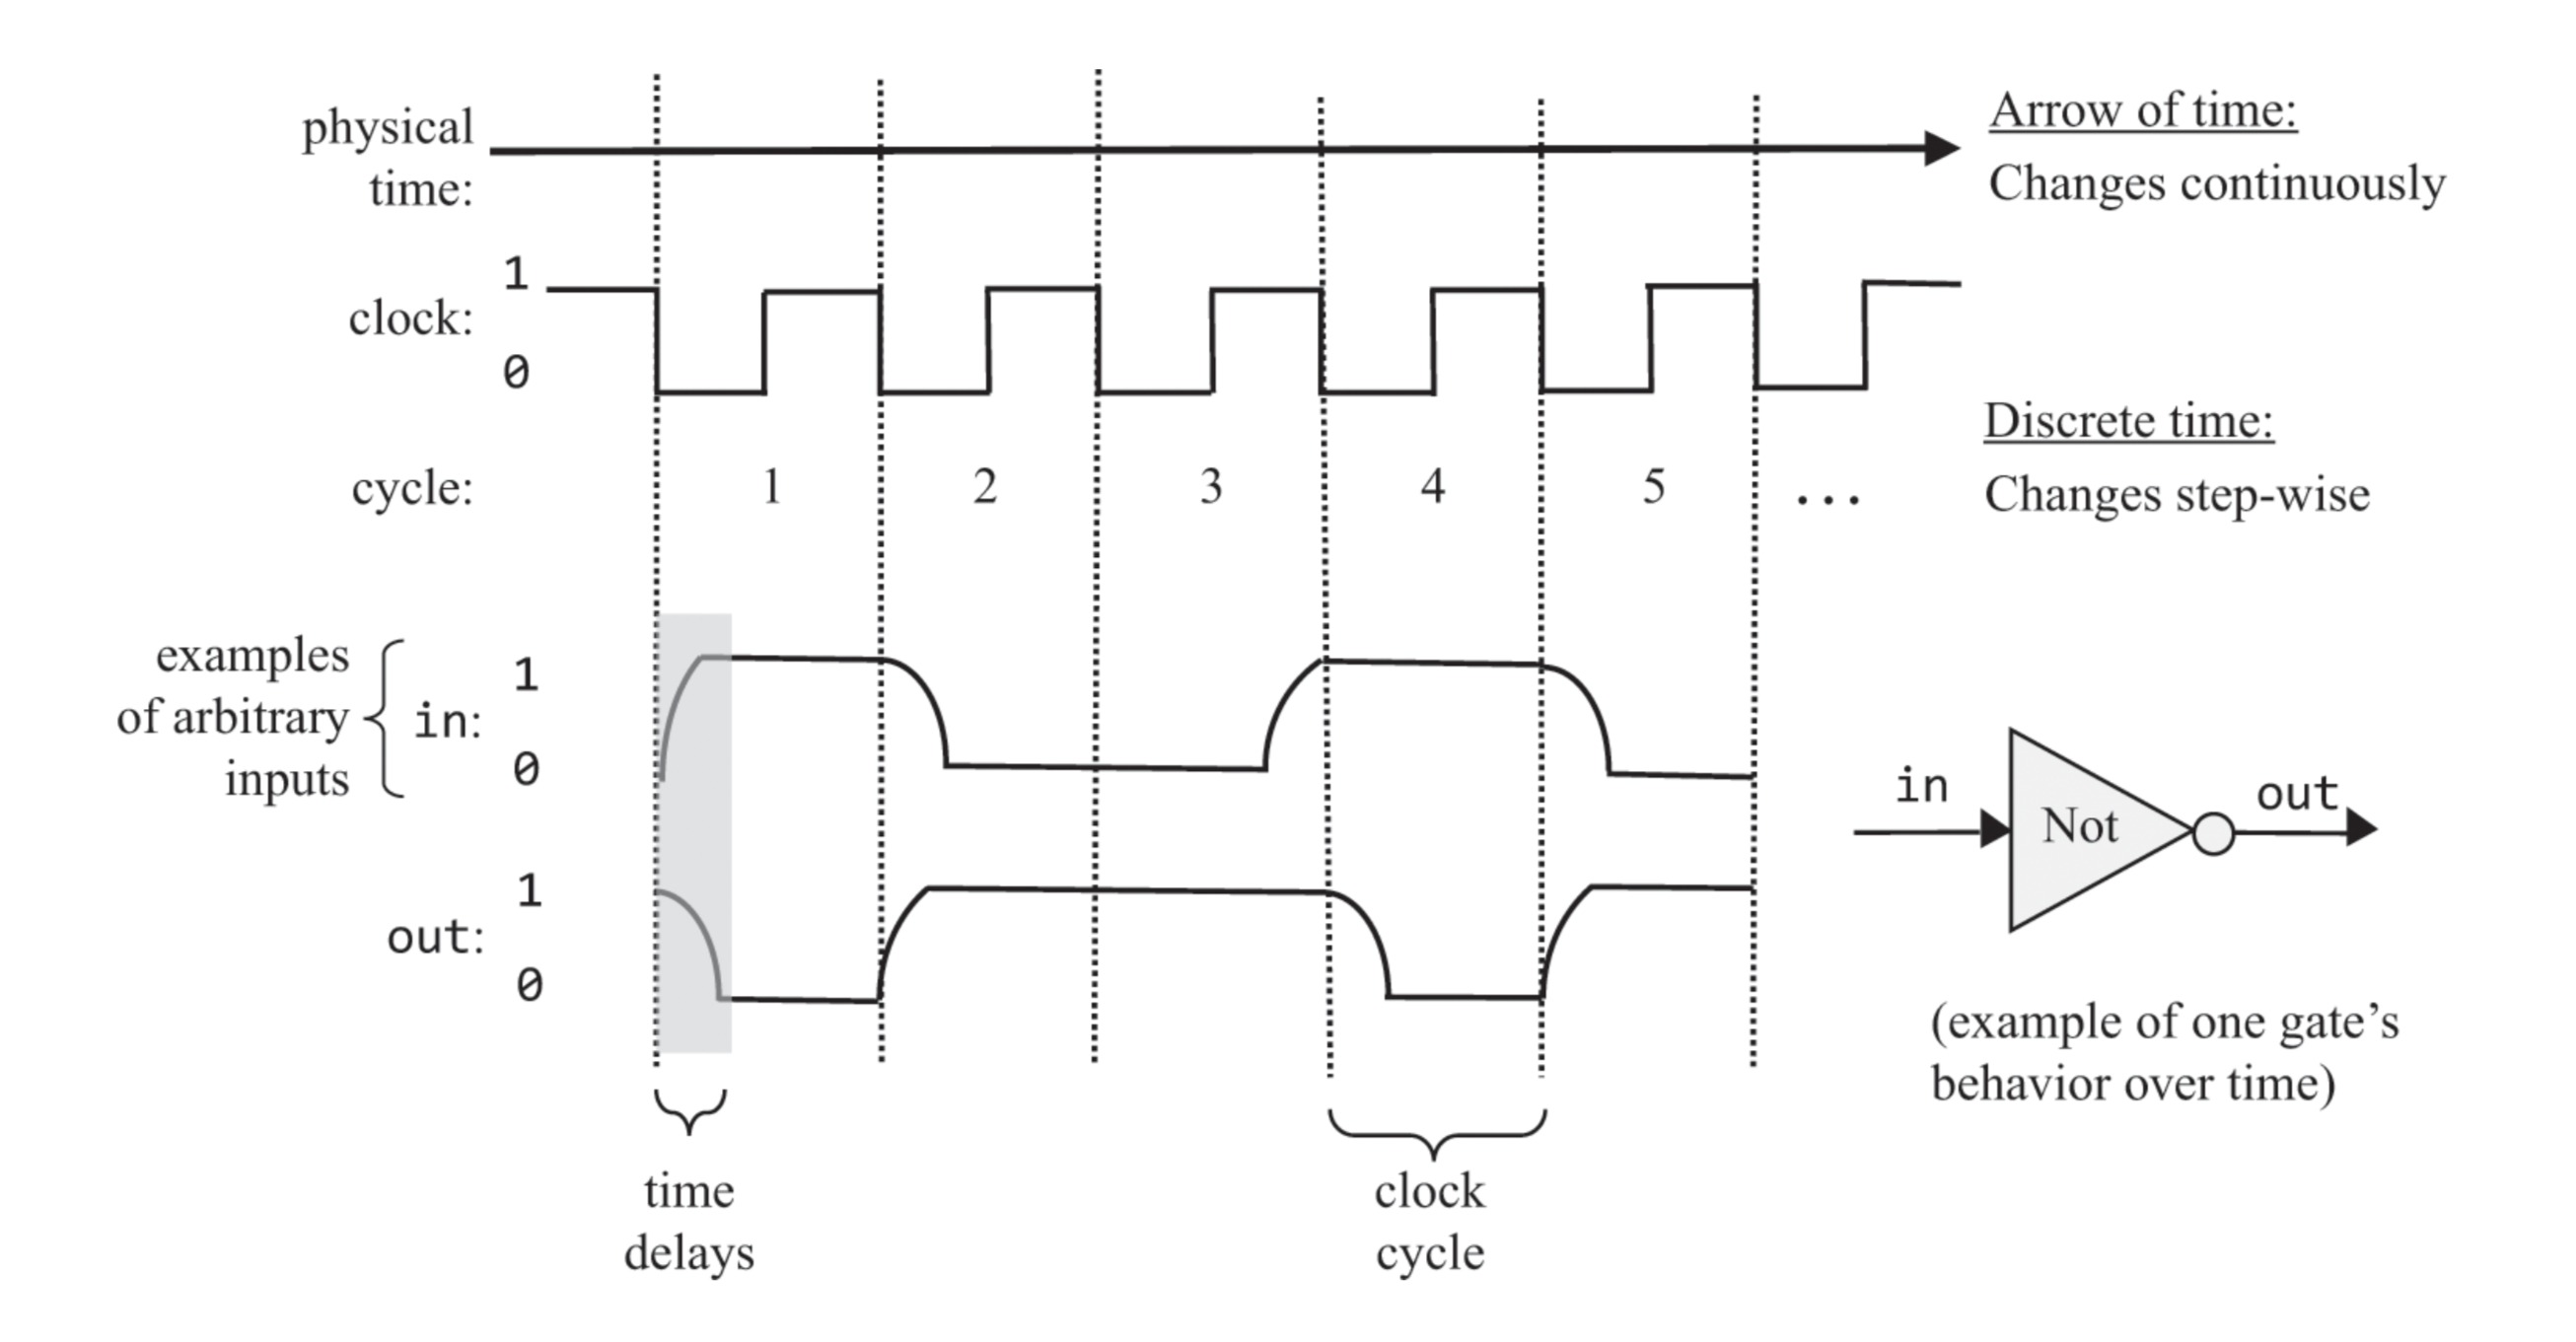 physical
time:
Arrow of time:
Changes continuously
clock:
1
0
cycle:
1 2 3 4 5 ...
Discrete time:
Changes step-wise
examples
of arbitrary
inputs
in:
1
0
out:
1
0
in
Not
out
(example of one gate’s
behavior over time)
time
delays
clock
cycle